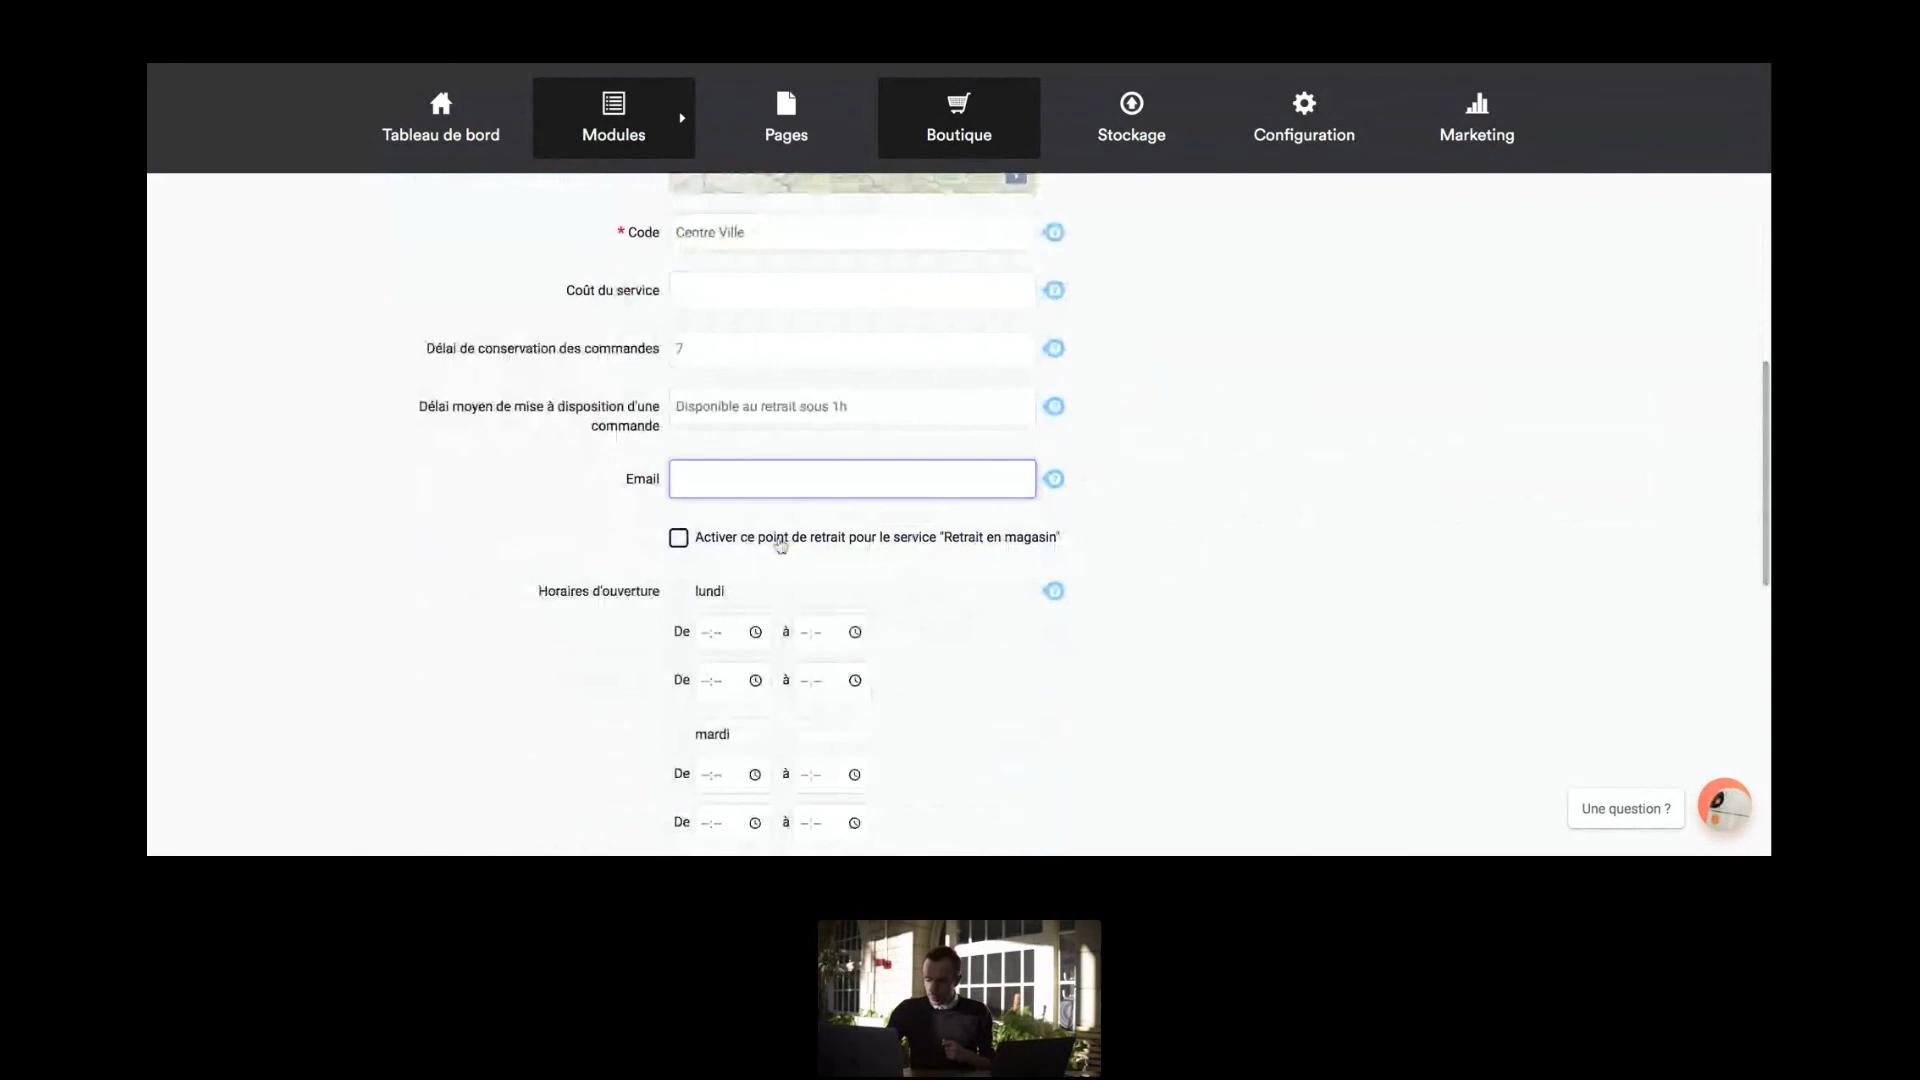 Tableau de bord
Modules
Pages
Boutique
Stockage
Configuration
Marketing
* Code
Centre Ville
Coût du service
Délai de conservation des commandes
7
Délai moyen de mise à disposition d'une
commande
Disponible au retrait sous 1h
Email
Activer ce point de retrait pour le service "Retrait en magasin"
Horaires d'ouverture
lundi
De --:-- à --:--
De --:-- à --:--
mardi
De --:-- à --:--
De --:-- à --:--
Une question ?